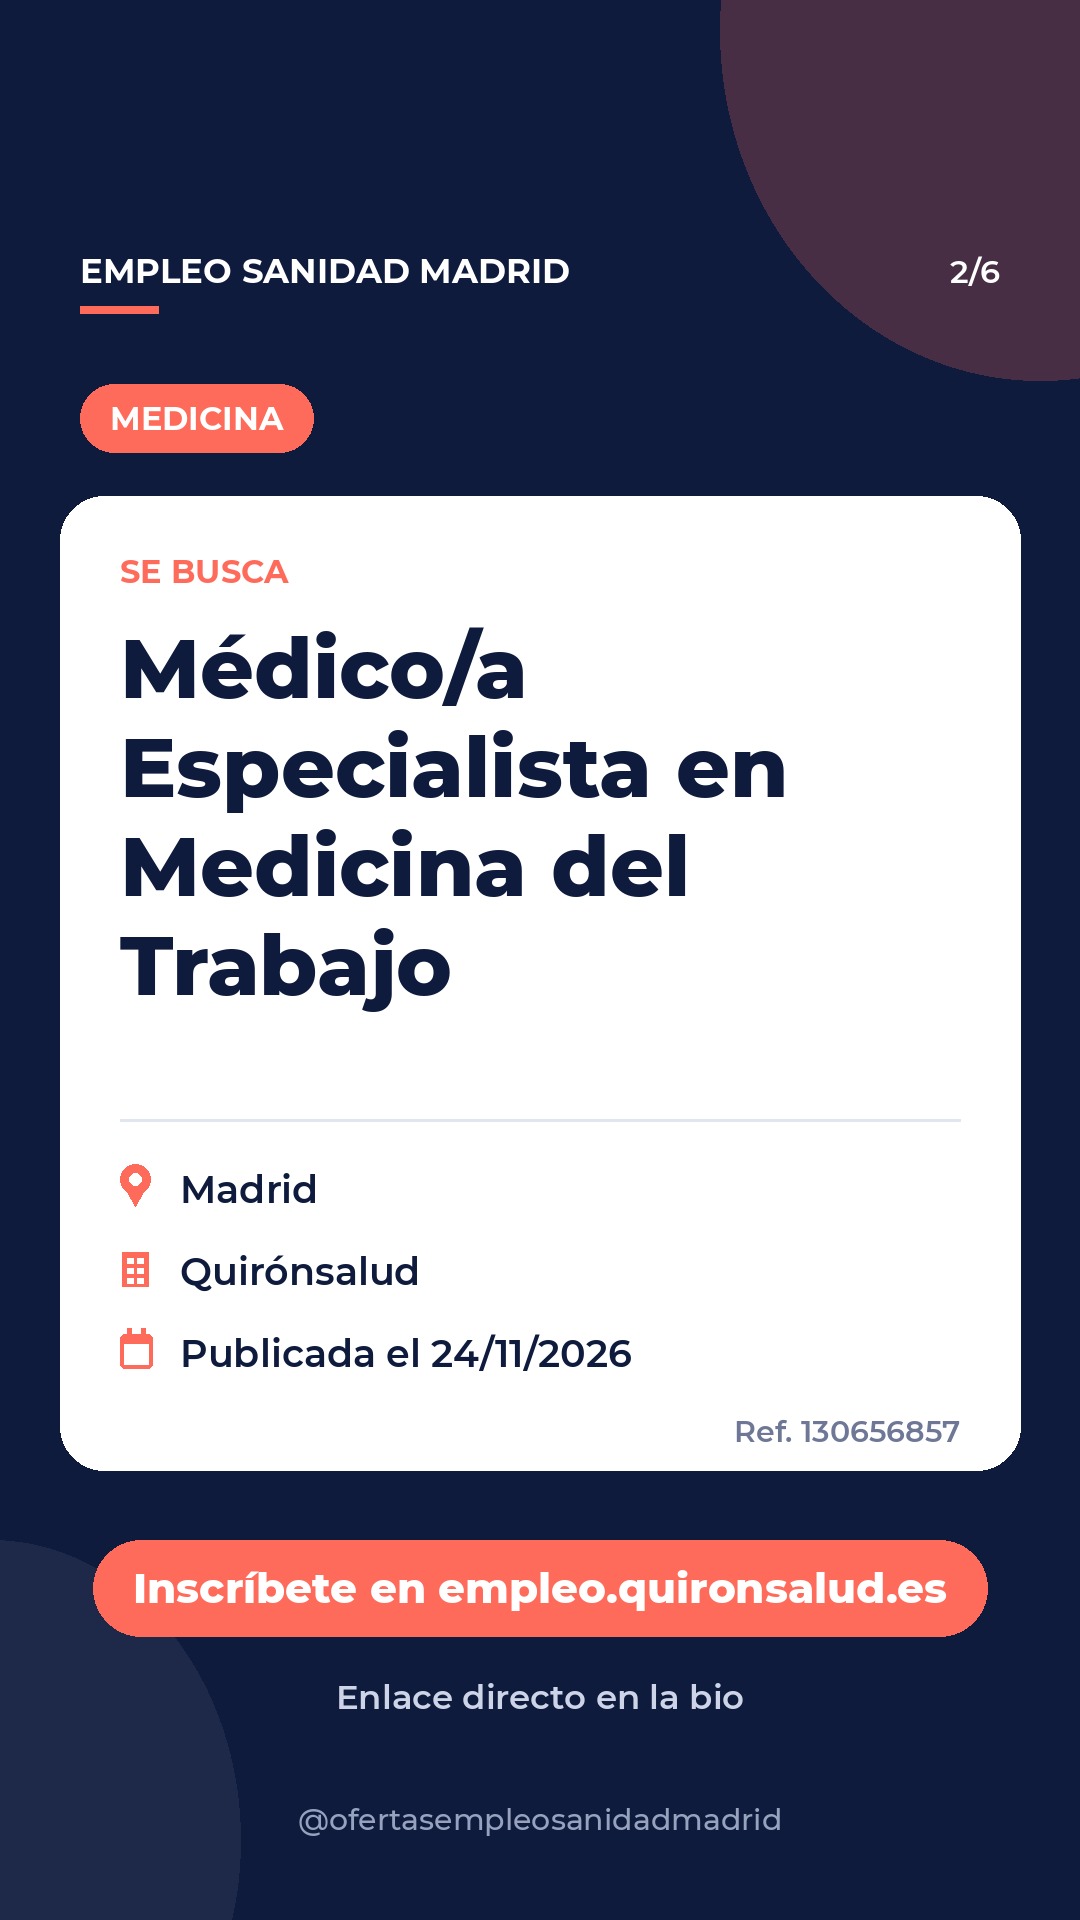 EMPLEO SANIDAD MADRID
2/6
MEDICINA
SE BUSCA
Médico/a
Especialista en
Medicina del
Trabajo
Madrid
Quirónsalud
Publicada el 24/11/2026
Ref. 130656857
Inscríbete en empleo.quironsalud.es
Enlace directo en la bio
@ofertasempleosanidadmadrid